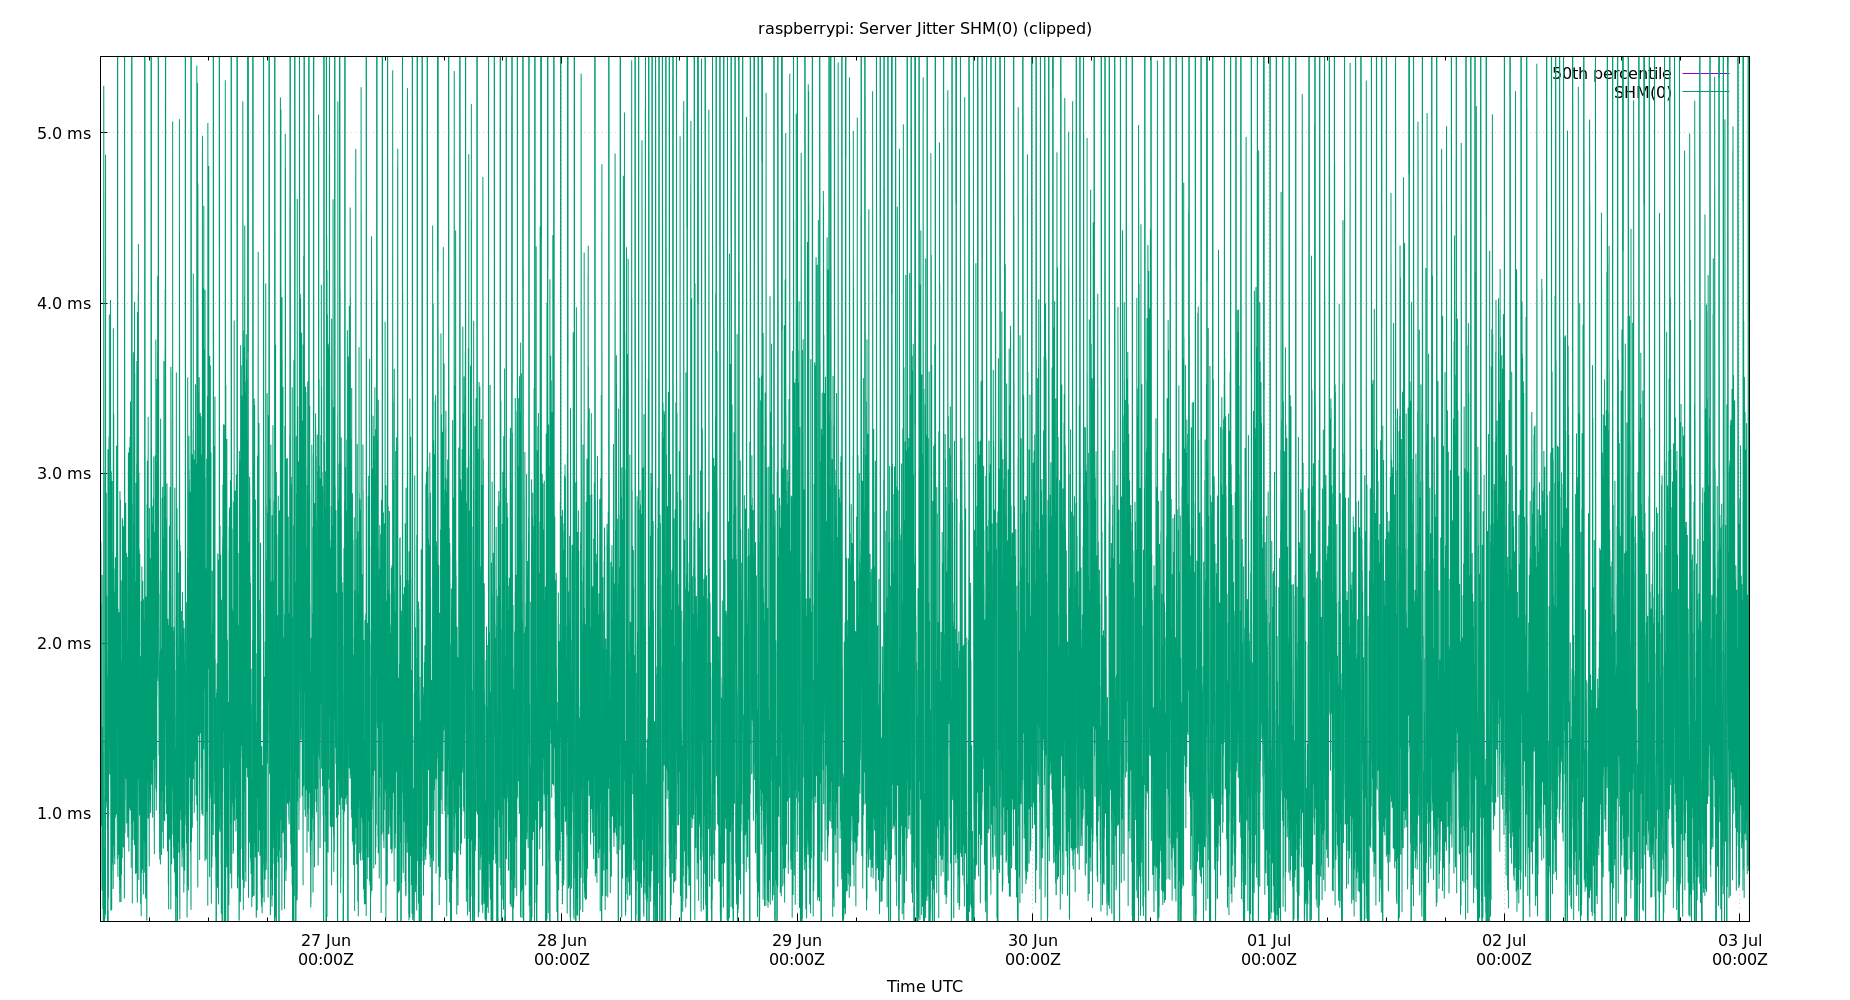 raspberrypi: Server Jitter SHM(0) (clipped)
50th percentile
SHM(0)
5.0 ms
4.0 ms
3.0 ms
2.0 ms
1.0 ms
27 Jun 28 Jun 29 Jun 30 Jun 01 Jul 02 Jul 03 Jul
00:00Z 00:00Z 00:00Z 00:00Z 00:00Z 00:00Z 00:00Z
Time UTC